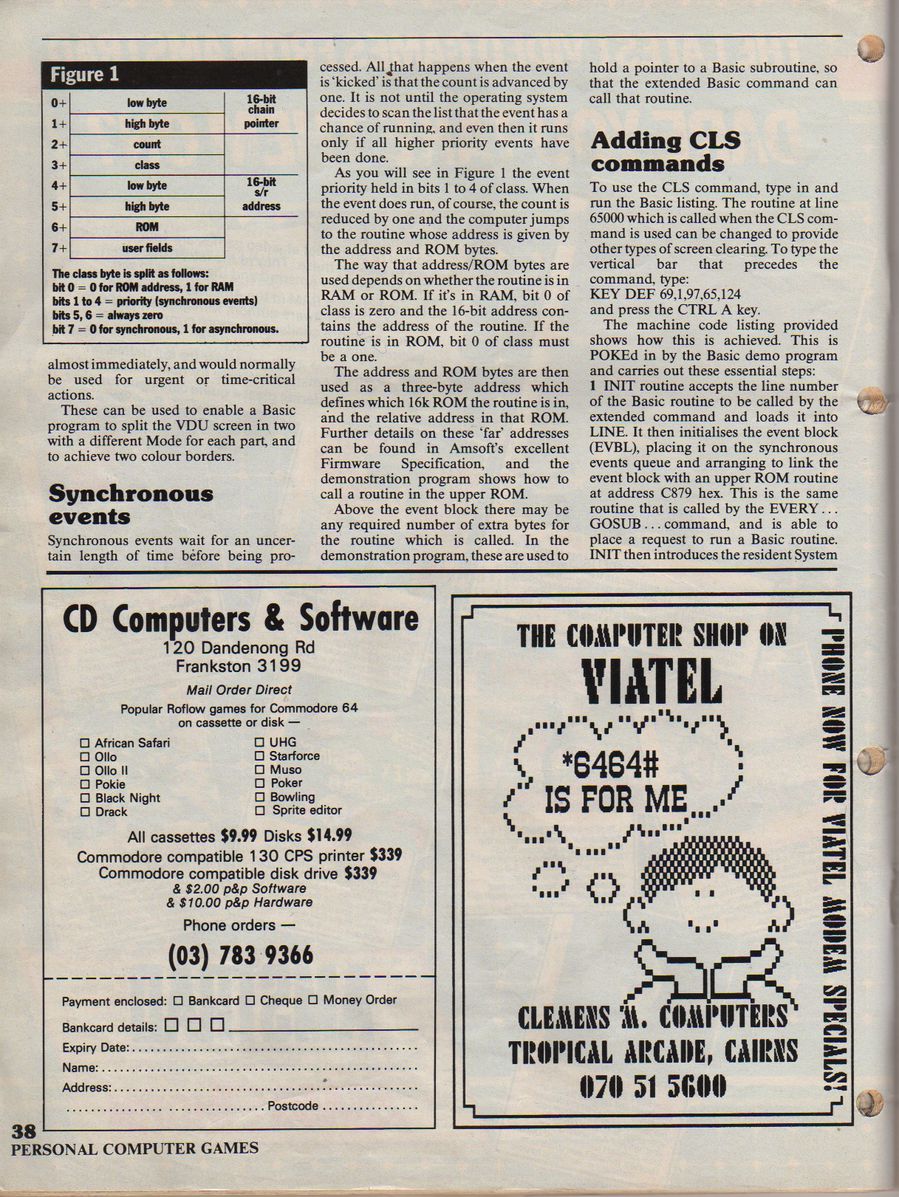 Figure 1
0+ low byte 16-bit chain
1+ high byte pointer
2+ count
3+ class
4+ low byte 16-bit s/r
5+ high byte address
6+ ROM
7+ user fields
The class byte is split as follows:
bit 0 = 0 for ROM address, 1 for RAM
bits 1 to 4 = priority (synchronous events)
bits 5, 6 = always zero
bit 7 = 0 for synchronous, 1 for asynchronous.
almost immediately, and would normally
be used for urgent or time-critical
actions.
These can be used to enable a Basic
program to split the VDU screen in two
with a different Mode for each part, and
to achieve two colour borders.
Synchronous
events
Synchronous events wait for an uncer-
tain length of time before being pro-
cessed. All that happens when the event
is 'kicked' is that the count is advanced by
one. It is not until the operating system
decides to scan the list that the event has a
chance of running, and even then it runs
only if all higher priority events have
been done.
As you will see in Figure 1 the event
priority held in bits 1 to 4 of class. When
the event does run, of course, the count is
reduced by one and the computer jumps
to the routine whose address is given by
the address and ROM bytes.
The way that address/ROM bytes are
used depends on whether the routine is in
RAM or ROM. If it's in RAM, bit 0 of
class is zero and the 16-bit address con-
tains the address of the routine. If the
routine is in ROM, bit 0 of class must
be a one.
The address and ROM bytes are then
used as a three-byte address which
defines which 16k ROM the routine is in,
and the relative address in that ROM.
Further details on these 'far' addresses
can be found in Amsoft's excellent
Firmware Specification, and the
demonstration program shows how to
call a routine in the upper ROM.
Above the event block there may be
any required number of extra bytes for
the routine which is called. In the
demonstration program, these are used to
hold a pointer to a Basic subroutine, so
that the extended Basic command can
call that routine.
Adding CLS
commands
To use the CLS command, type in and
run the Basic listing. The routine at line
65000 which is called when the CLS com-
mand is used can be changed to provide
other types of screen clearing. To type the
vertical bar that precedes the
command, type:
KEY DEF 69,1,97,65,124
and press the CTRL A key.
The machine code listing provided
shows how this is achieved. This is
POKEd in by the Basic demo program
and carries out these essential steps:
1 INIT routine accepts the line number
of the Basic routine to be called by the
extended command and loads it into
LINE. It then initialises the event block
(EVBL), placing it on the synchronous
events queue and arranging to link the
event block with an upper ROM routine
at address C879 hex. This is the same
routine that is called by the EVERY...
GOSUB... command, and is able to
place a request to run a Basic routine.
INIT then introduces the resident System
CD Computers & Software
120 Dandenong Rd
Frankston 3199
Mail Order Direct
Popular Roflow games for Commodore 64
on cassette or disk —
☐ African Safari ☐ UHG
☐ Ollo ☐ Starforce
☐ Ollo II ☐ Muso
☐ Pokie ☐ Poker
☐ Black Night ☐ Bowling
☐ Drack ☐ Sprite editor
All cassettes $9.99 Disks $14.99
Commodore compatible 130 CPS printer $339
Commodore compatible disk drive $339
& $2.00 p&p Software
& $10.00 p&p Hardware
Phone orders —
(03) 783 9366
Payment enclosed: ☐ Bankcard ☐ Cheque ☐ Money Order
Bankcard details: ☐ ☐ ☐
Expiry Date:
Name:
Address:
Postcode
THE COMPUTER SHOP ON
VIATEL
*6464#
IS FOR ME
CLEMENS M. COMPUTERS
TROPICAL ARCADE, CAIRNS
070 51 5600
PHONE NOW FOR VIATEL MODEM SPECIALS!
38
PERSONAL COMPUTER GAMES